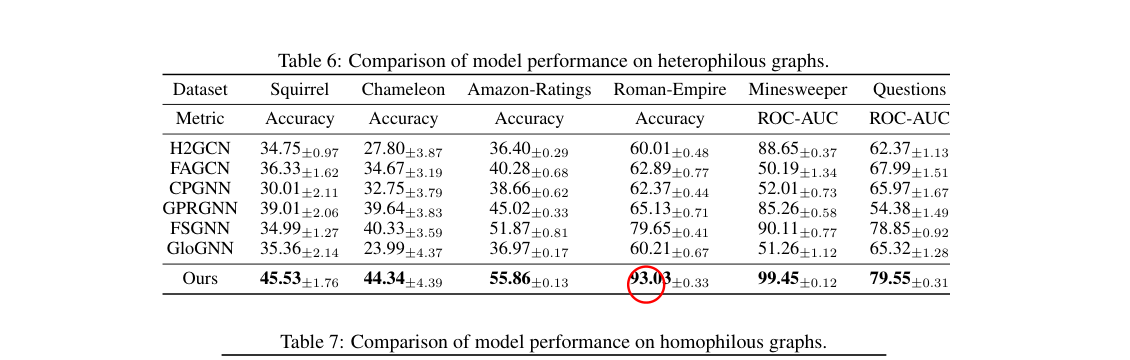 Table 6: Comparison of model performance on heterophilous graphs.
Dataset Squirrel Chameleon Amazon-Ratings Roman-Empire Minesweeper Questions
Metric Accuracy Accuracy Accuracy Accuracy ROC-AUC ROC-AUC
H2GCN 34.75±0.97 27.80±3.87 36.40±0.29 60.01±0.48 88.65±0.37 62.37±1.13
FAGCN 36.33±1.62 34.67±3.19 40.28±0.68 62.89±0.77 50.19±1.34 67.99±1.51
CPGNN 30.01±2.11 32.75±3.79 38.66±0.62 62.37±0.44 52.01±0.73 65.97±1.67
GPRGNN 39.01±2.06 39.64±3.83 45.02±0.33 65.13±0.71 85.26±0.58 54.38±1.49
FSGNN 34.99±1.27 40.33±3.59 51.87±0.81 79.65±0.41 90.11±0.77 78.85±0.92
GloGNN 35.36±2.14 23.99±4.37 36.97±0.17 60.21±0.67 51.26±1.12 65.32±1.28
Ours 45.53±1.76 44.34±4.39 55.86±0.13 93.03±0.33 99.45±0.12 79.55±0.31
Table 7: Comparison of model performance on homophilous graphs.